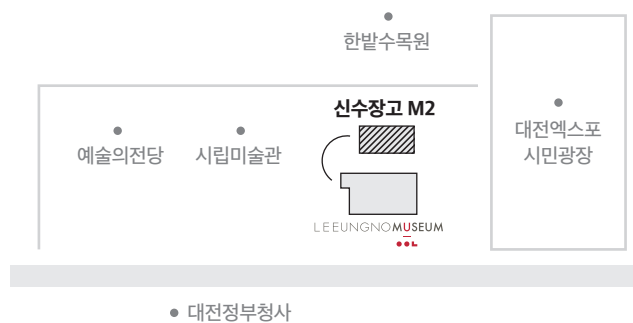 한밭수목원
신수장고 M2
예술의전당
시립미술관
대전엑스포
시민광장
LEEUNGNOMUSEUM
대전정부청사